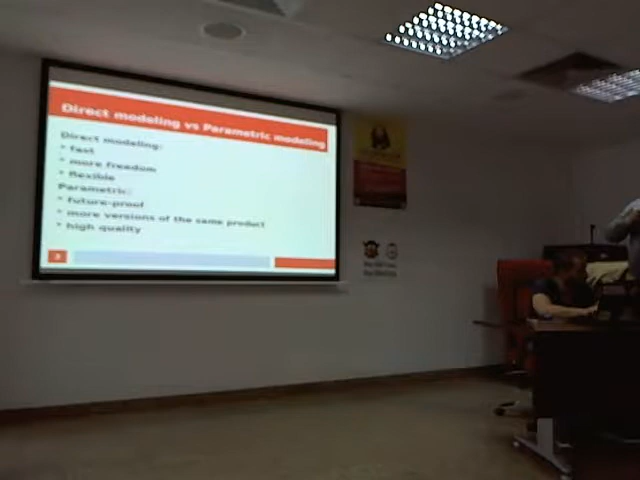 Direct modeling vs Parametric modeling
Direct modeling:
* fast
* more freedom
* flexible
Parametric:
* future-proof
* more versions of the same product
* high quality